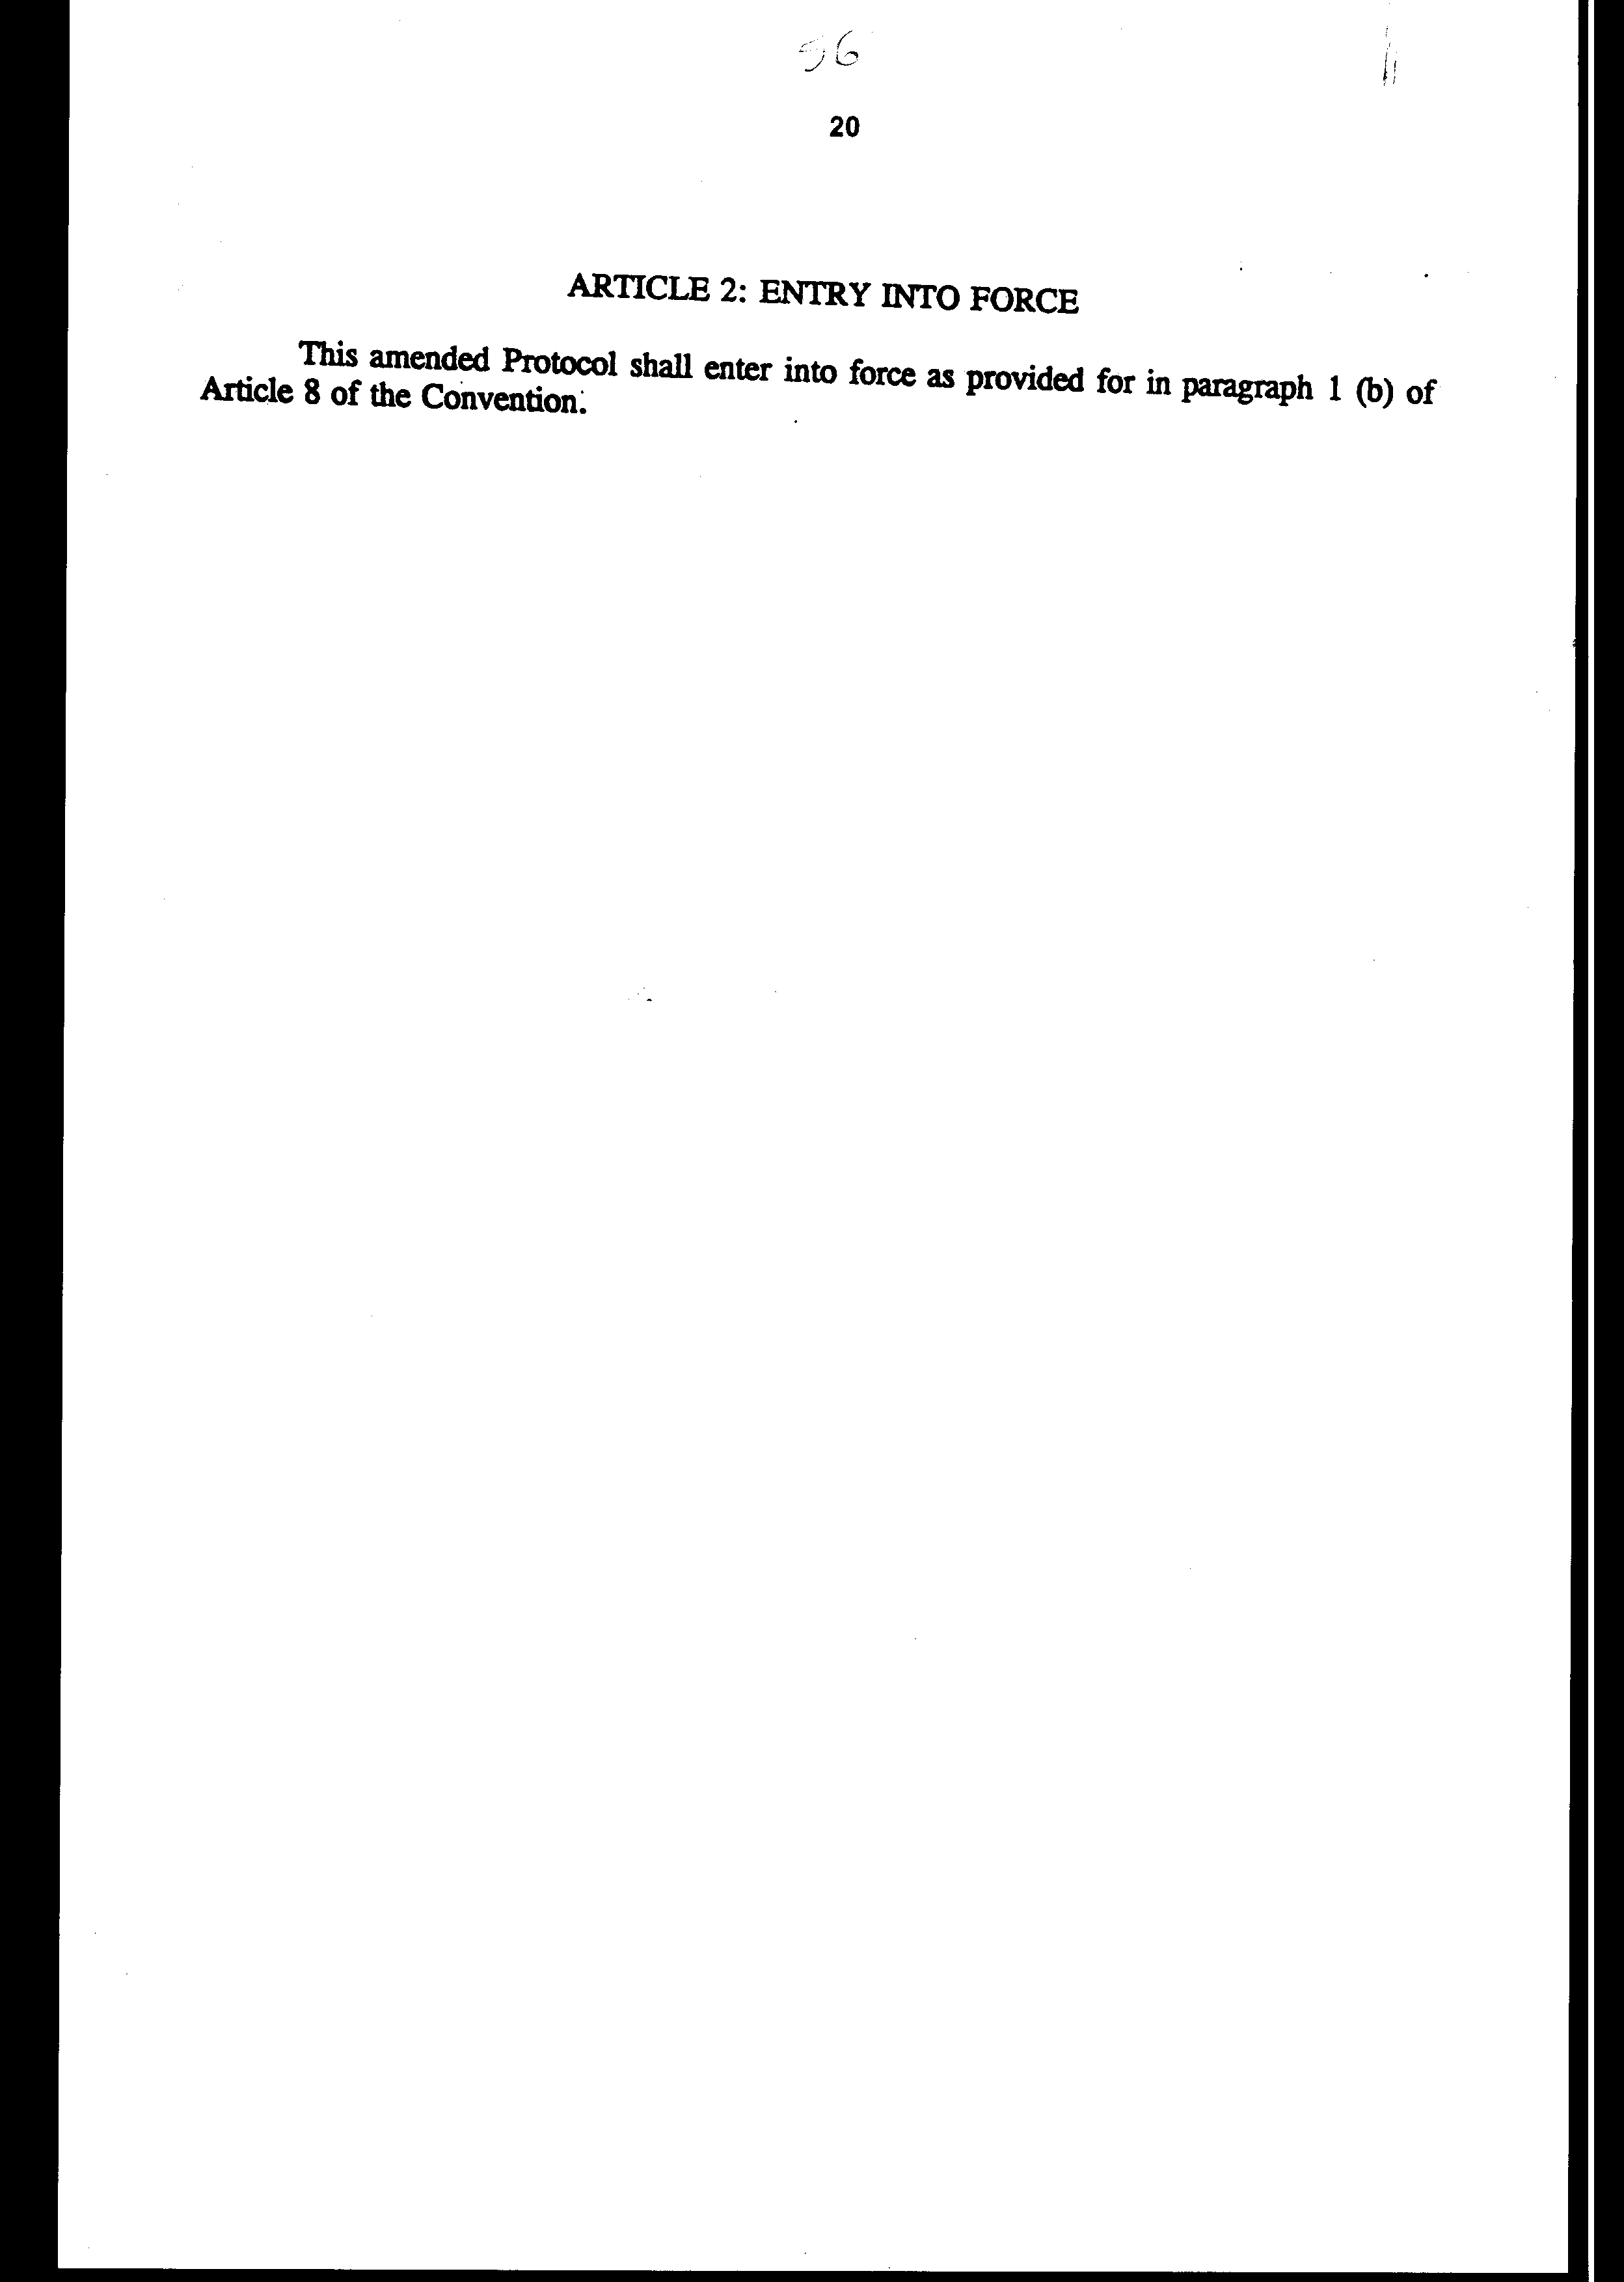 56
20
ARTICLE 2: ENTRY INTO FORCE
This amended Protocol shall enter into force as provided for in paragraph 1 (b) of
Article 8 of the Convention.